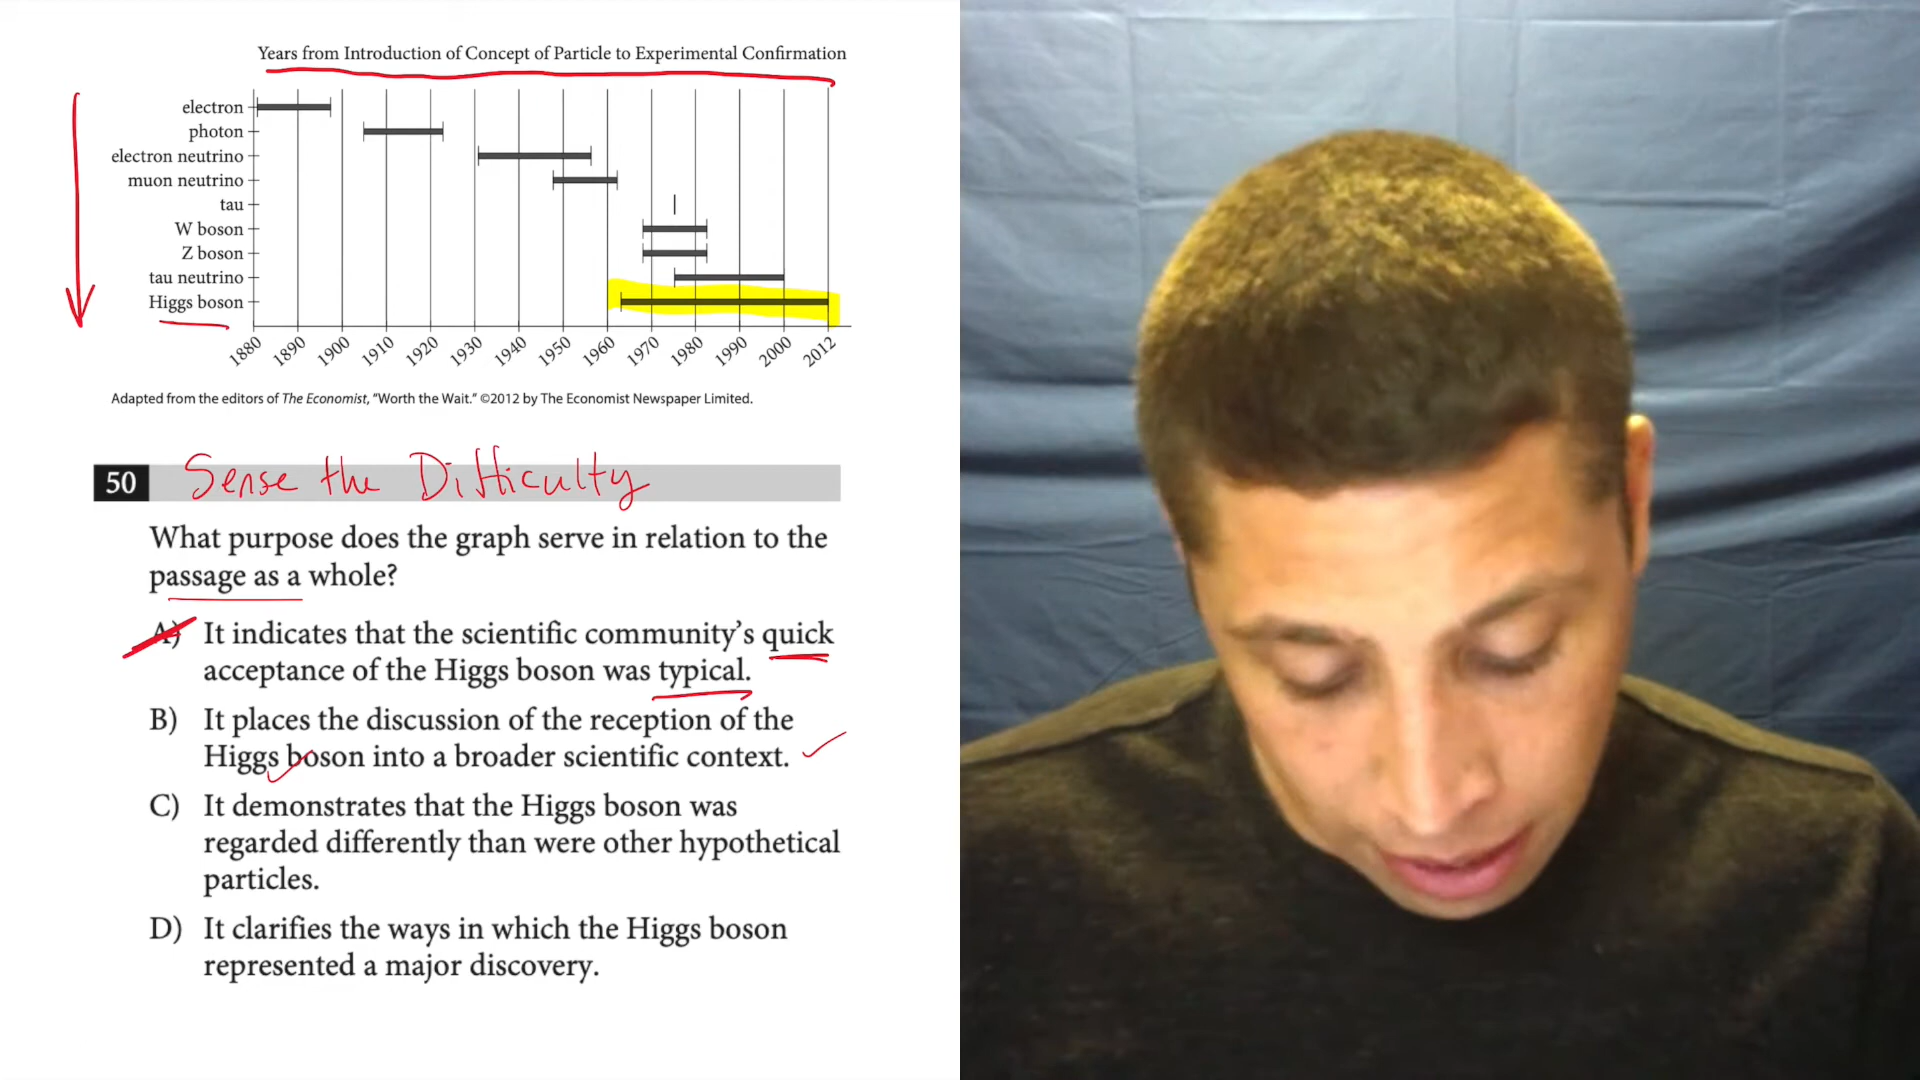 Years from Introduction of Concept of Particle to Experimental Confirmation
electron
photon
electron neutrino
muon neutrino
tau
W boson
Z boson
tau neutrino
Higgs boson
1880 1890 1900 1910 1920 1930 1940 1950 1960 1970 1980 1990 2000 2012
Adapted from the editors of The Economist, “Worth the Wait.” ©2012 by The Economist Newspaper Limited.
50 Sense the Difficulty
What purpose does the graph serve in relation to the
passage as a whole?
A) It indicates that the scientific community’s quick
acceptance of the Higgs boson was typical.
B) It places the discussion of the reception of the
Higgs boson into a broader scientific context.
C) It demonstrates that the Higgs boson was
regarded differently than were other hypothetical
particles.
D) It clarifies the ways in which the Higgs boson
represented a major discovery.